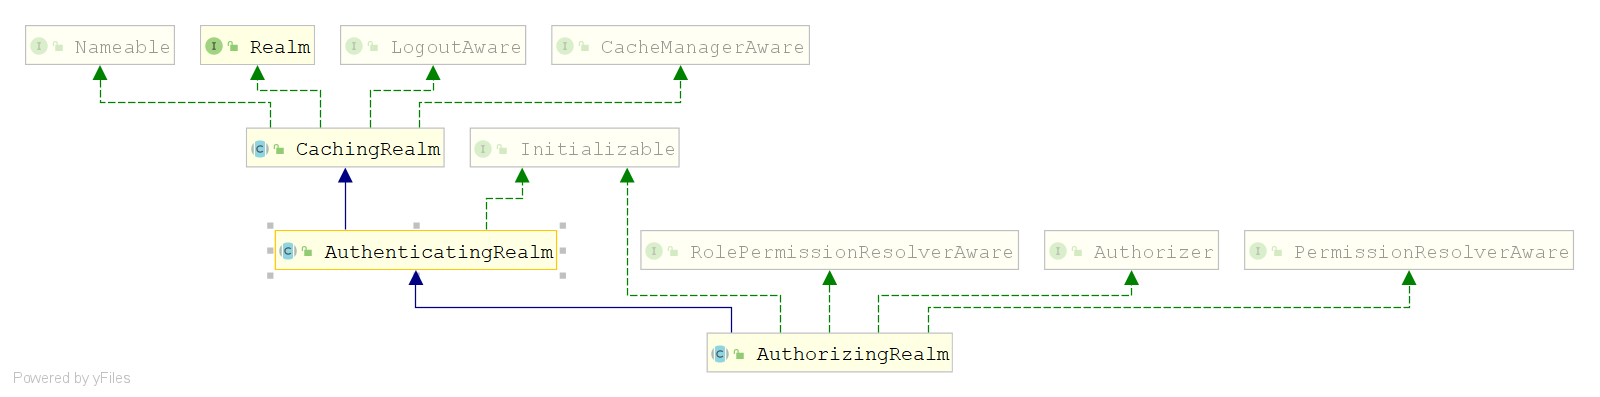 Nameable
Realm
LogoutAware
CacheManagerAware
CachingRealm
Initializable
AuthenticatingRealm
RolePermissionResolverAware
Authorizer
PermissionResolverAware
AuthorizingRealm
Powered by yFiles